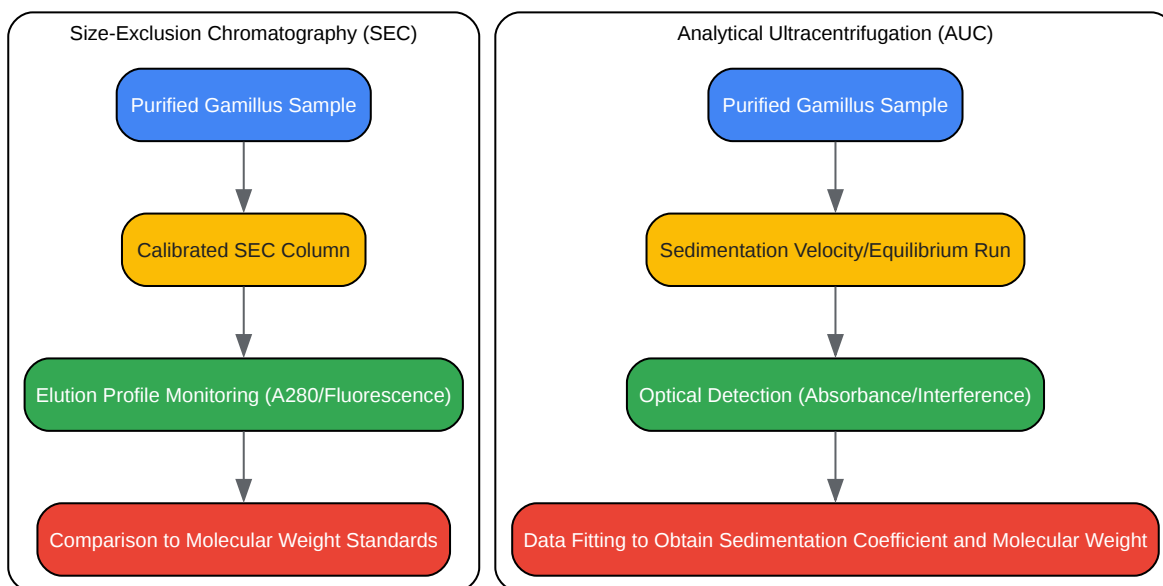 Size-Exclusion Chromatography (SEC)
Purified Gamillus Sample
Calibrated SEC Column
Elution Profile Monitoring (A280/Fluorescence)
Comparison to Molecular Weight Standards
Analytical Ultracentrifugation (AUC)
Purified Gamillus Sample
Sedimentation Velocity/Equilibrium Run
Optical Detection (Absorbance/Interference)
Data Fitting to Obtain Sedimentation Coefficient and Molecular Weight